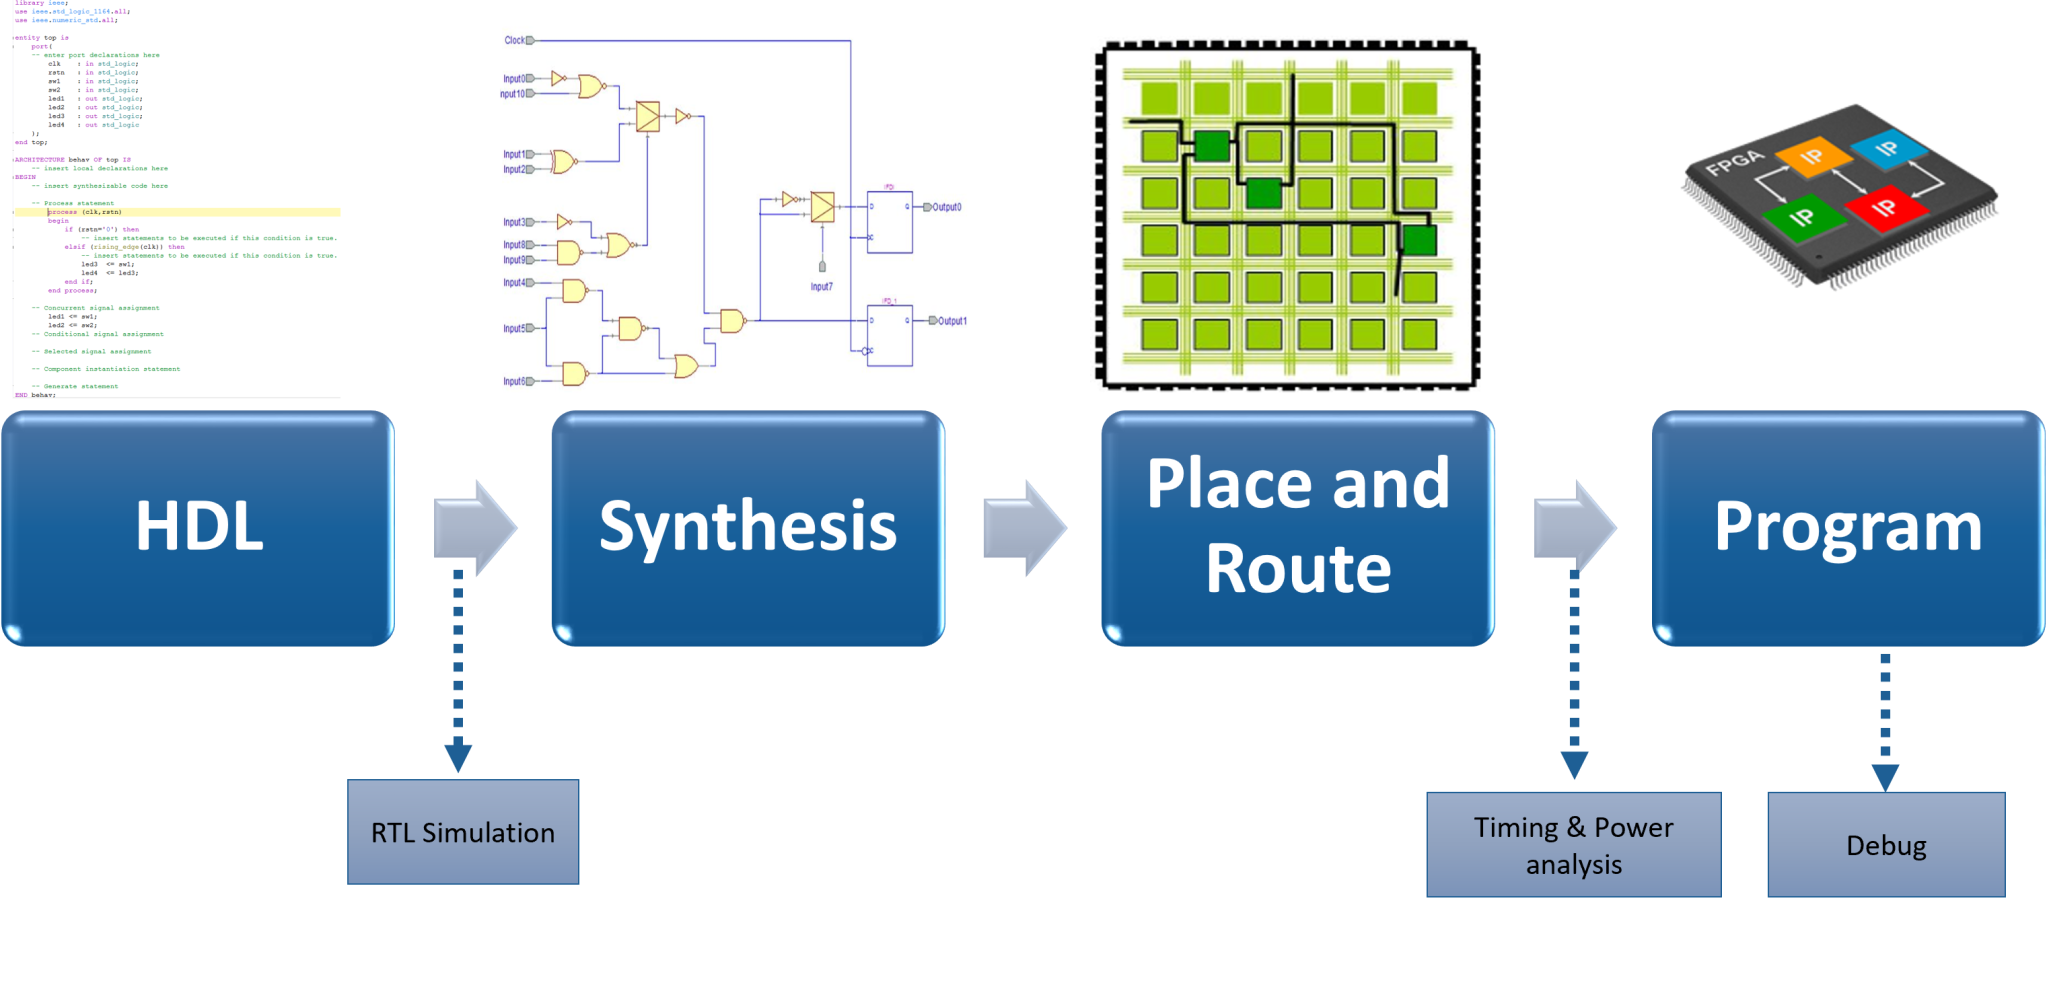 library ieee;
use ieee.std_logic_1164.all;
use ieee.numeric_std.all;
entity top is
port(
-- enter port declarations here
clk : in std_logic;
rstn : in std_logic;
sw1 : in std_logic;
sw2 : in std_logic;
led1 : out std_logic;
led2 : out std_logic;
led3 : out std_logic;
led4 : out std_logic
);
end top;
ARCHITECTURE behav OF top IS
-- insert local declarations here
BEGIN
-- insert synthesizable code here
-- Process statement
process (clk,rstn)
begin
if (rstn='0') then
-- insert statements to be executed if this condition is true.
elsif (rising_edge(clk)) then
-- insert statements to be executed if this condition is true.
led3 <= sw1;
led4 <= led3;
end if;
end process;
-- Concurrent signal assignment
led1 <= sw1;
led2 <= sw2;
-- Conditional signal assignment
-- Selected signal assignment
-- Component instantiation statement
-- Generate statement
END behav;
Clock
Input0
nput10
Input1
Input2
Input3
Input8
Input9
Input4
Input5
Input6
Input7
D
Q
C
Output0
D
Q
C
Output1
FPGA
IP
IP
IP
IP
HDL
Synthesis
Place and
Route
Program
RTL Simulation
Timing & Power
analysis
Debug